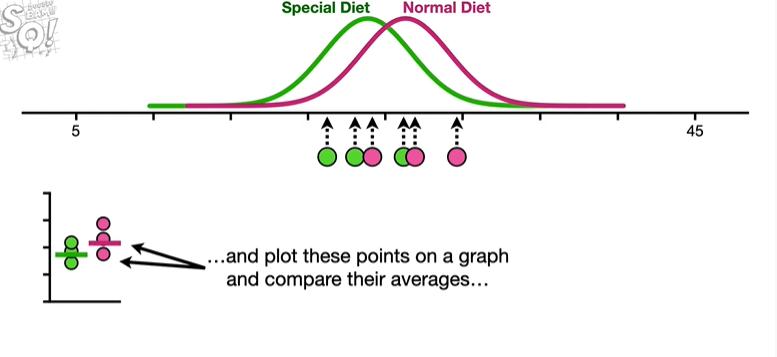 Special Diet
Normal Diet
5
45
...and plot these points on a graph
and compare their averages...